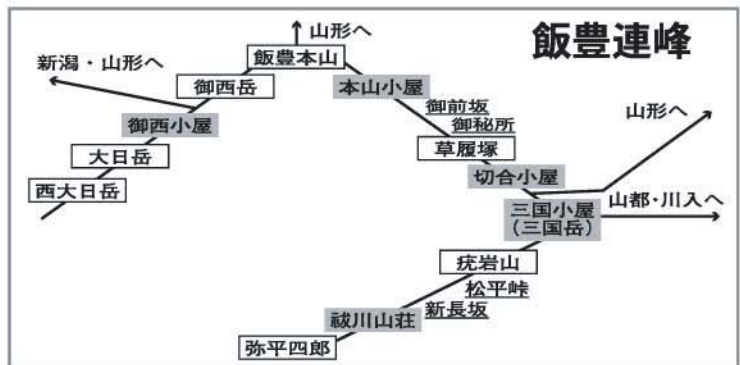 飯豊連峰
山形へ
新潟・山形へ
飯豊本山
御西岳
本山小屋
御前坂
御西小屋
御秘所
山形へ
大日岳
草履塚
切合小屋
西大日岳
山都・川入へ
三国小屋
（三国岳）
疣岩山
松平峠
新長坂
祓川山荘
弥平四郎